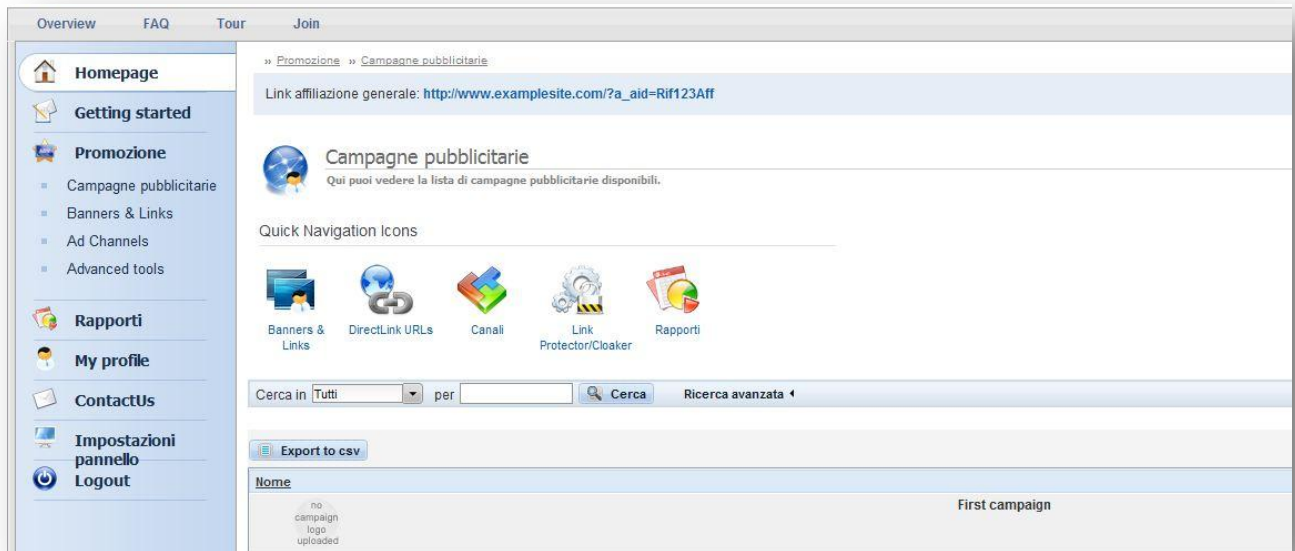 Overview FAQ Tour Join
Homepage
Getting started
Promozione
Campagne pubblicitarie
Banners & Links
Ad Channels
Advanced tools
Rapporti
My profile
ContactUs
Impostazioni
pannello
Logout
» Promozione » Campagne pubblicitarie
Link affiliazione generale: http://www.examplesite.com/?a_aid=Rif123Aff
Campagne pubblicitarie
Qui puoi vedere la lista di campagne pubblicitarie disponibili.
Quick Navigation Icons
Banners & Links
DirectLink URLs
Canali
Link Protector/Cloaker
Rapporti
Cerca in Tutti per Cerca Ricerca avanzata
Export to csv
Nome
no
campaign
logo
uploaded
First campaign